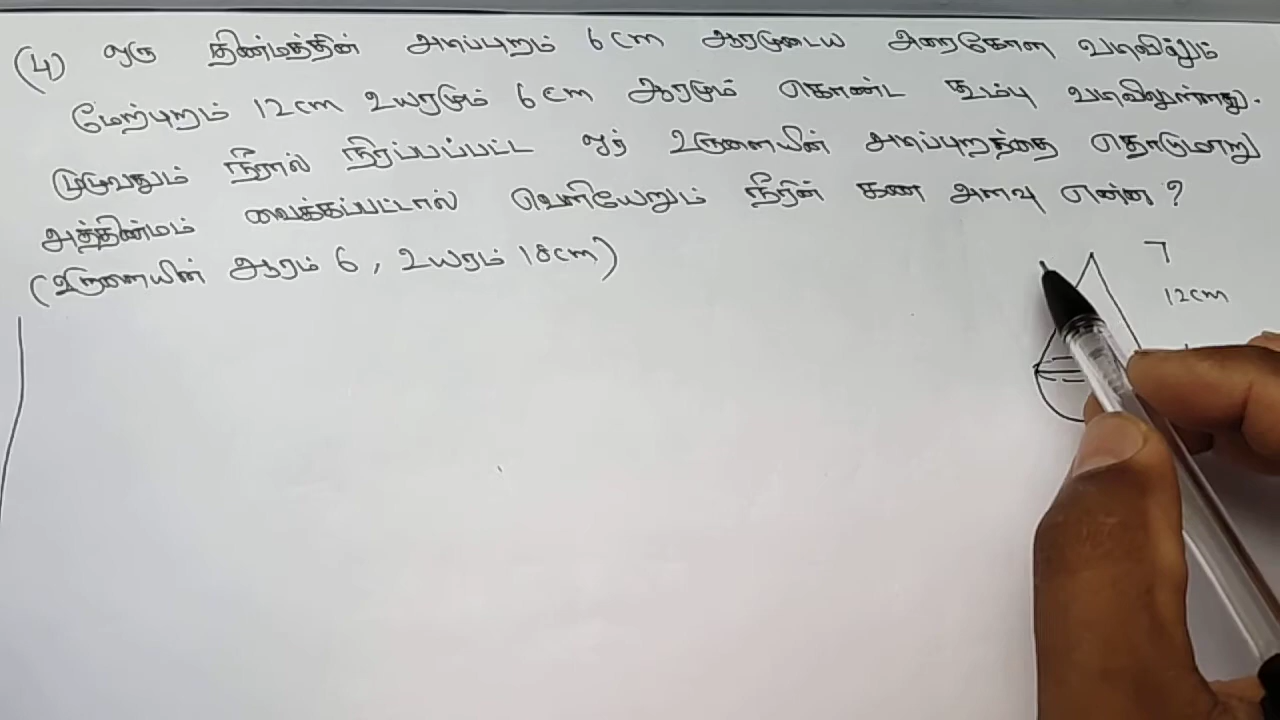 (4) ஒரு திண்மத்தின் அடிப்புறம் 6cm ஆரமுடைய அரைகோள வடிவிலும்
மேற்புறம் 12cm உயரமும் 6cm ஆரமும் கொண்ட கூம்பு வடிவிலுள்ளது.
முழுவதும் நீரால் நிரப்பப்பட்ட ஓர் உருளையின் அடிப்புறத்தை தொடுமாறு
அத்திண்மம் வைக்கப்பட்டால் வெளியேறும் நீரின் கன அளவு என்ன?
(உருளையின் ஆரம் 6, உயரம் 18cm)
12cm